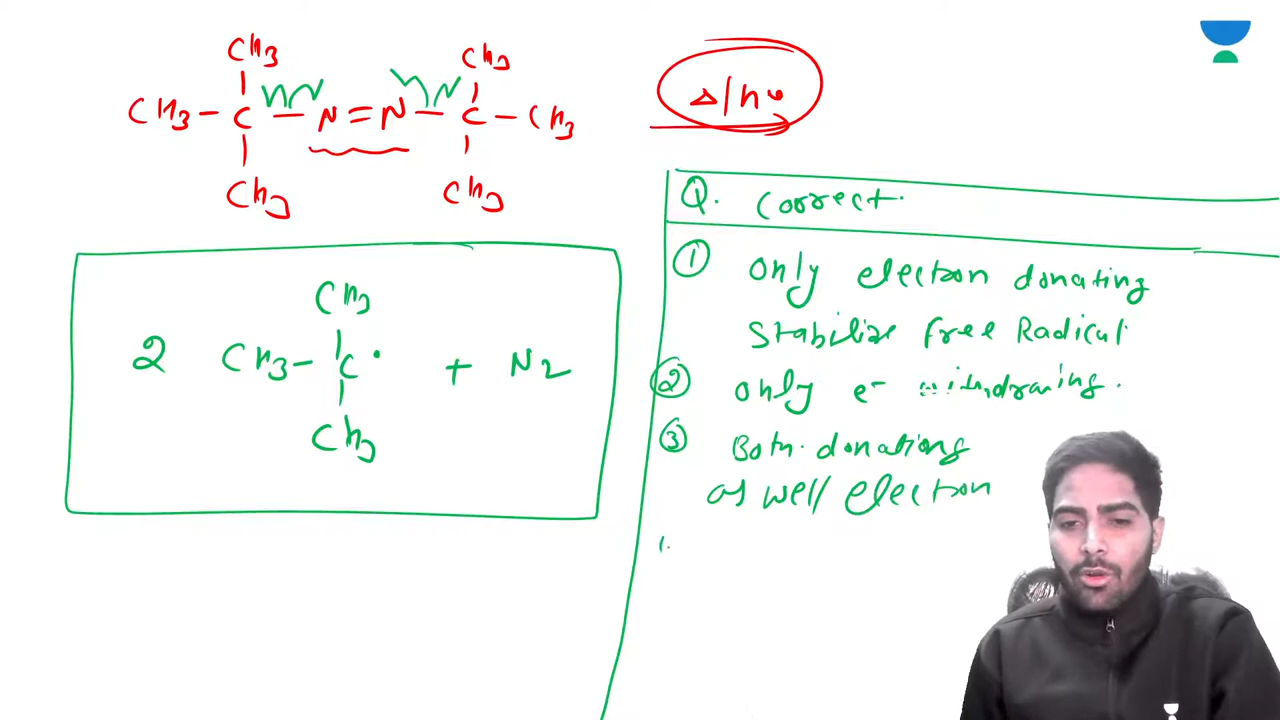 CH3 CH3
CH3 - C - N = N - C - CH3
CH3 CH3
Δ/hν
Q. Correct.
① Only electron donating
Stabilise free Radical
② only e- withdrawing.
③ Both donating
as well electron
CH3
2 CH3 - C• + N2
CH3